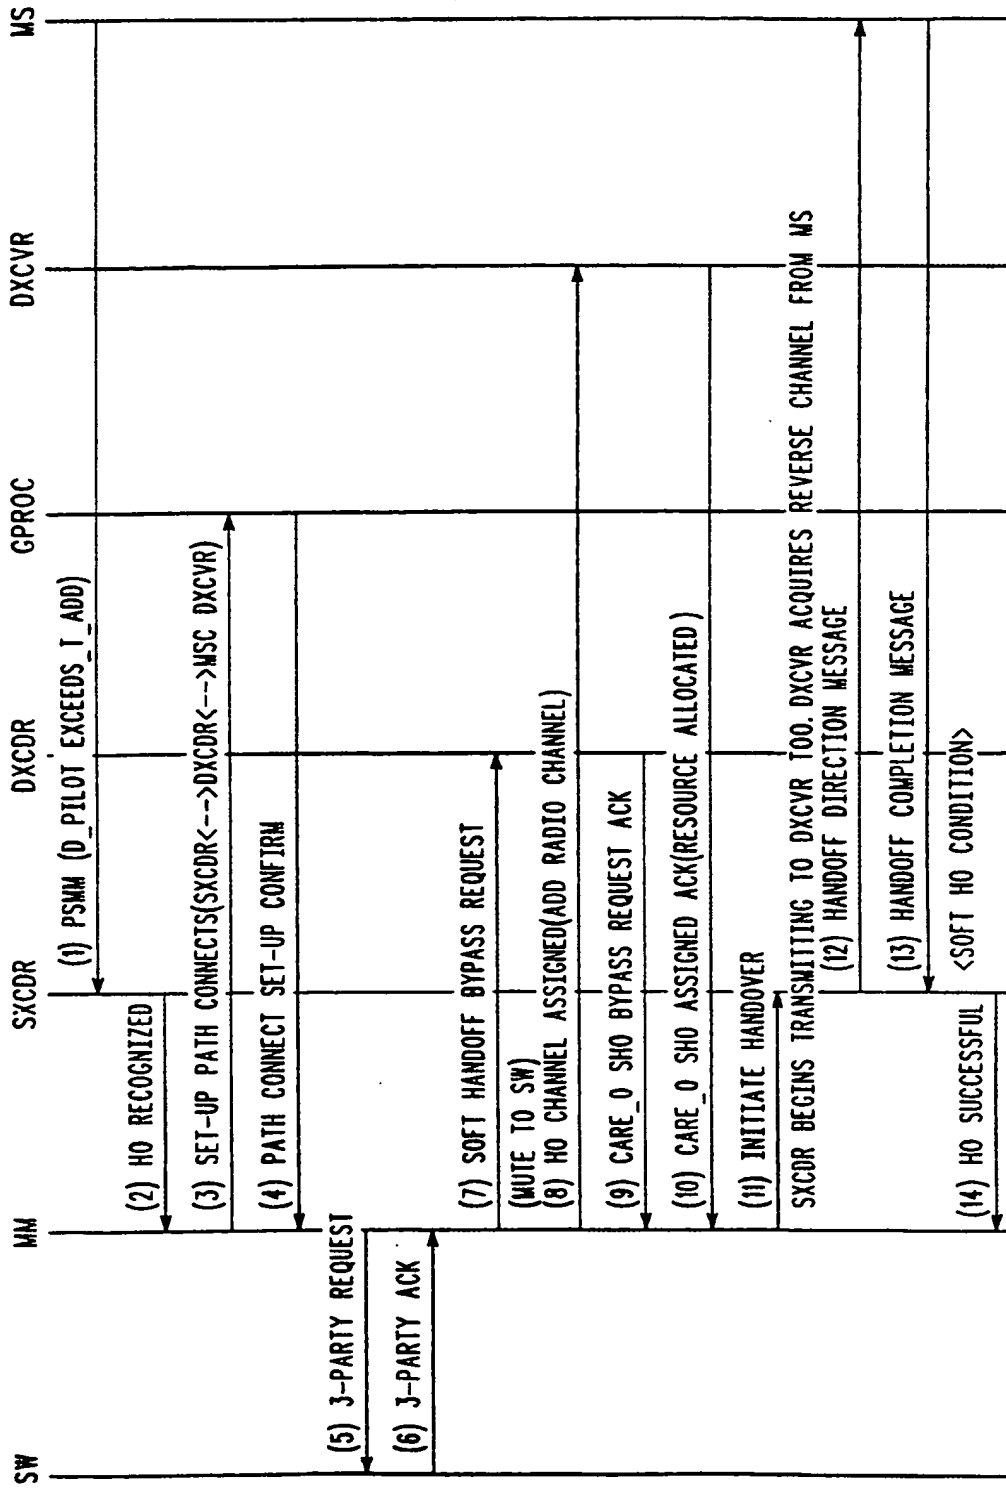 SW MM SXCDR DXCDR GPROC DXCVR MS
(1) PSMM (D_PILOT EXCEEDS_T_ADD)
(2) HO RECOGNIZED
(3) SET-UP PATH CONNECTS(SXCDR<-->DXCDR<-->MSC DXCVR)
(4) PATH CONNECT SET-UP CONFIRM
(5) 3-PARTY REQUEST
(6) 3-PARTY ACK
(7) SOFT HANDOFF BYPASS REQUEST
(MUTE TO SW)
(8) HO CHANNEL ASSIGNED(ADD RADIO CHANNEL)
(9) CARE_O SHO BYPASS REQUEST ACK
(10) CARE_O SHO ASSIGNED ACK(RESOURCE ALLOCATED)
(11) INITIATE HANDOVER
SXCDR BEGINS TRANSMITTING TO DXCVR TOO. DXCVR ACQUIRES REVERSE CHANNEL FROM MS
(12) HANDOFF DIRECTION MESSAGE
(13) HANDOFF COMPLETION MESSAGE
<SOFT HO CONDITION>
(14) HO SUCCESSFUL